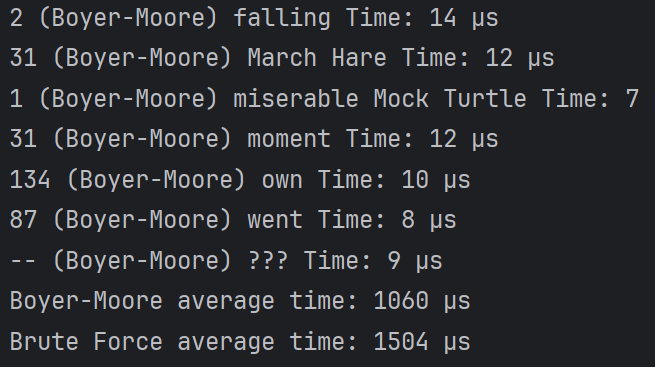 2 (Boyer-Moore) falling Time: 14 µs
31 (Boyer-Moore) March Hare Time: 12 µs
1 (Boyer-Moore) miserable Mock Turtle Time: 7
31 (Boyer-Moore) moment Time: 12 µs
134 (Boyer-Moore) own Time: 10 µs
87 (Boyer-Moore) went Time: 8 µs
-- (Boyer-Moore) ??? Time: 9 µs
Boyer-Moore average time: 1060 µs
Brute Force average time: 1504 µs